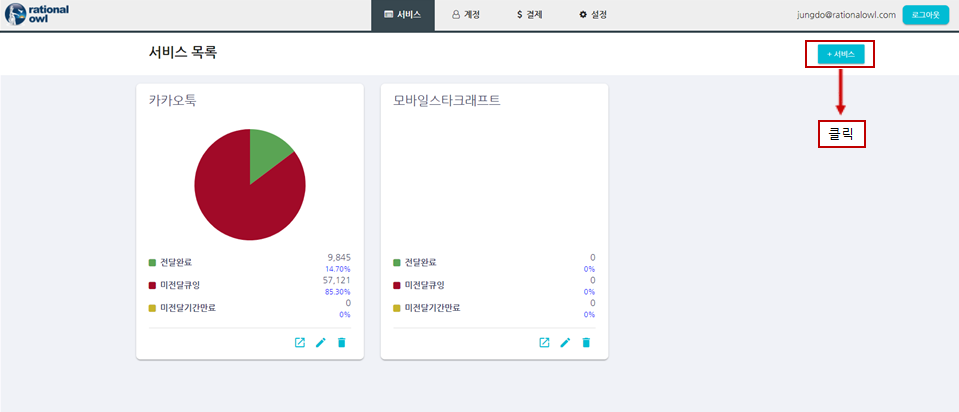 rational
owl
서비스
계정
결제
설정
jungdo@rationalowl.com
로그아웃
서비스 목록
+ 서비스
클릭
카카오톡
전달완료 9,845
14.70%
미전달큐잉 57,121
85.30%
미전달기간만료 0
0%
모바일스타크래프트
전달완료 0
0%
미전달큐잉 0
0%
미전달기간만료 0
0%